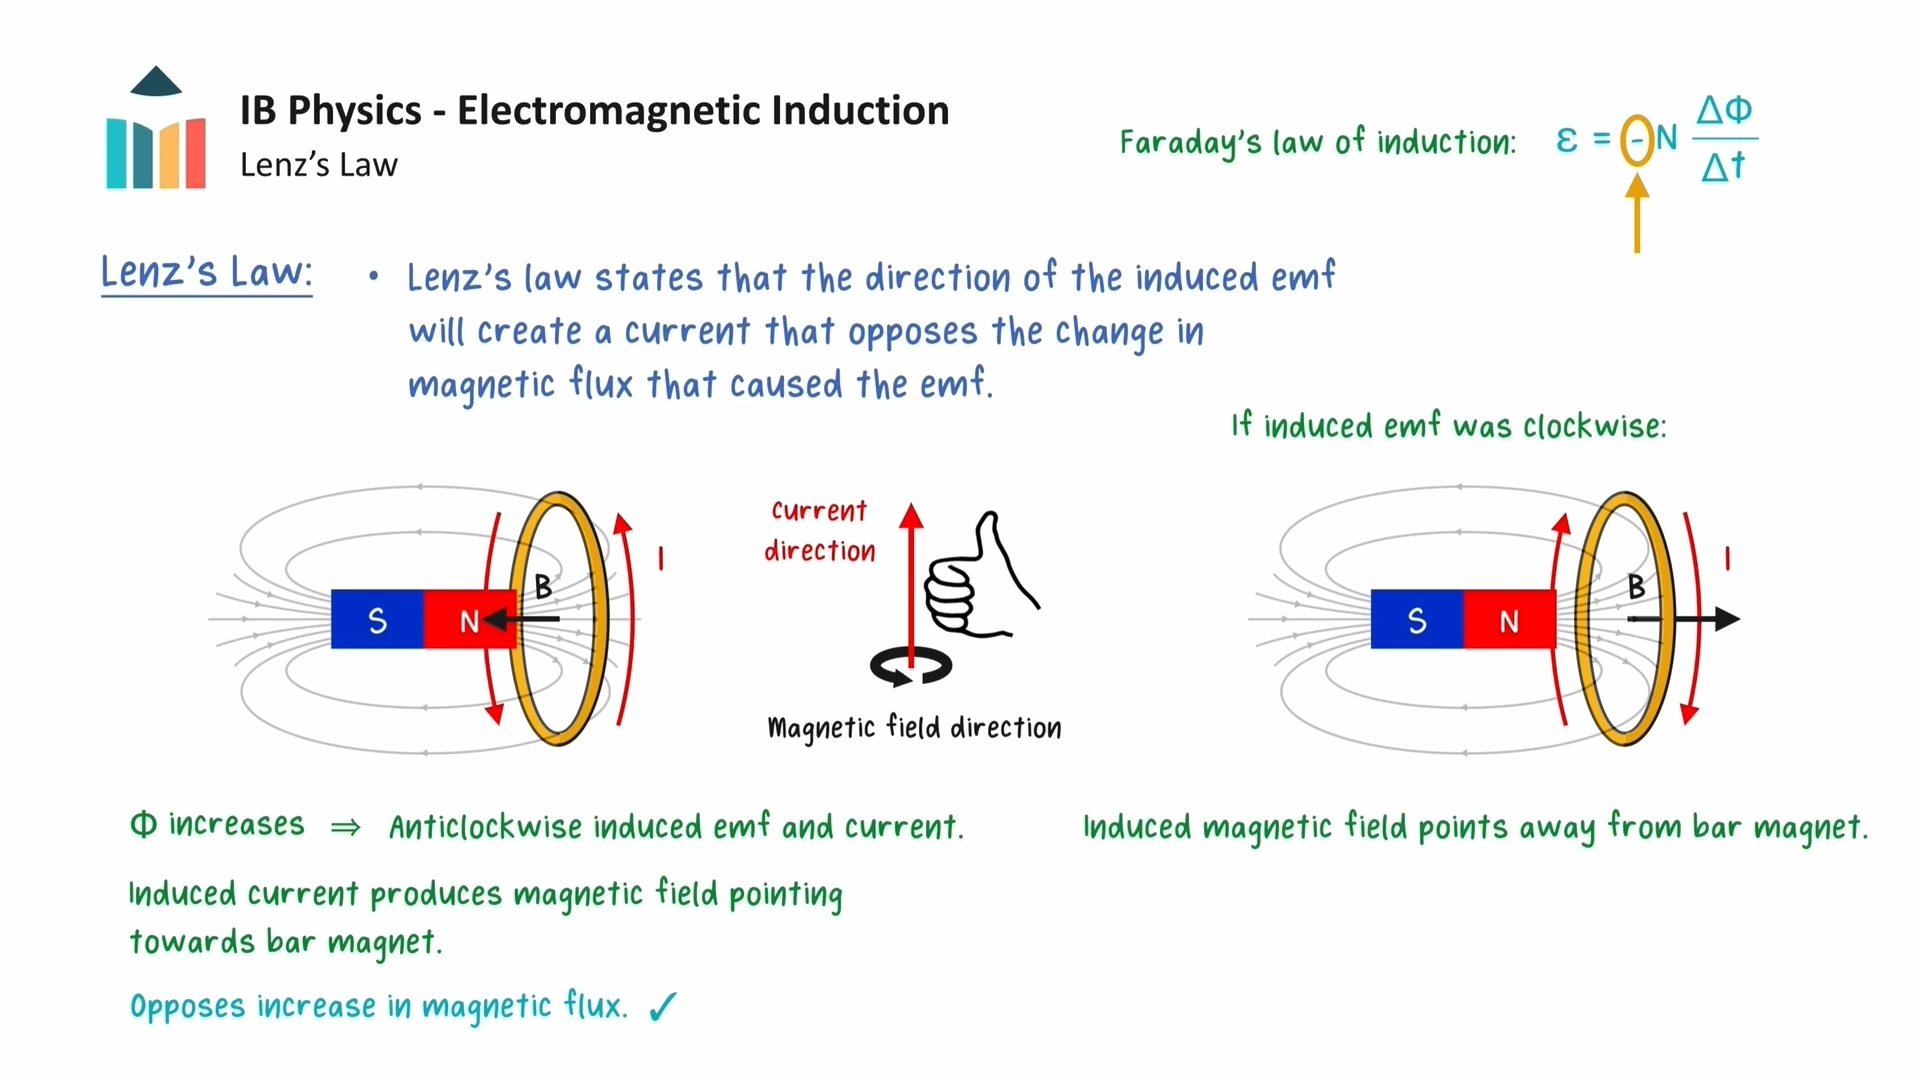 IB Physics - Electromagnetic Induction
Lenz's Law
Faraday's law of induction: ε = -N ΔΦ/Δt
Lenz's Law:
• Lenz's law states that the direction of the induced emf
will create a current that opposes the change in
magnetic flux that caused the emf.
If induced emf was clockwise:
S N B I
current
direction
Magnetic field direction
S N B I
Φ increases ⇒ Anticlockwise induced emf and current.
Induced current produces magnetic field pointing
towards bar magnet.
Opposes increase in magnetic flux. ✓
Induced magnetic field points away from bar magnet.